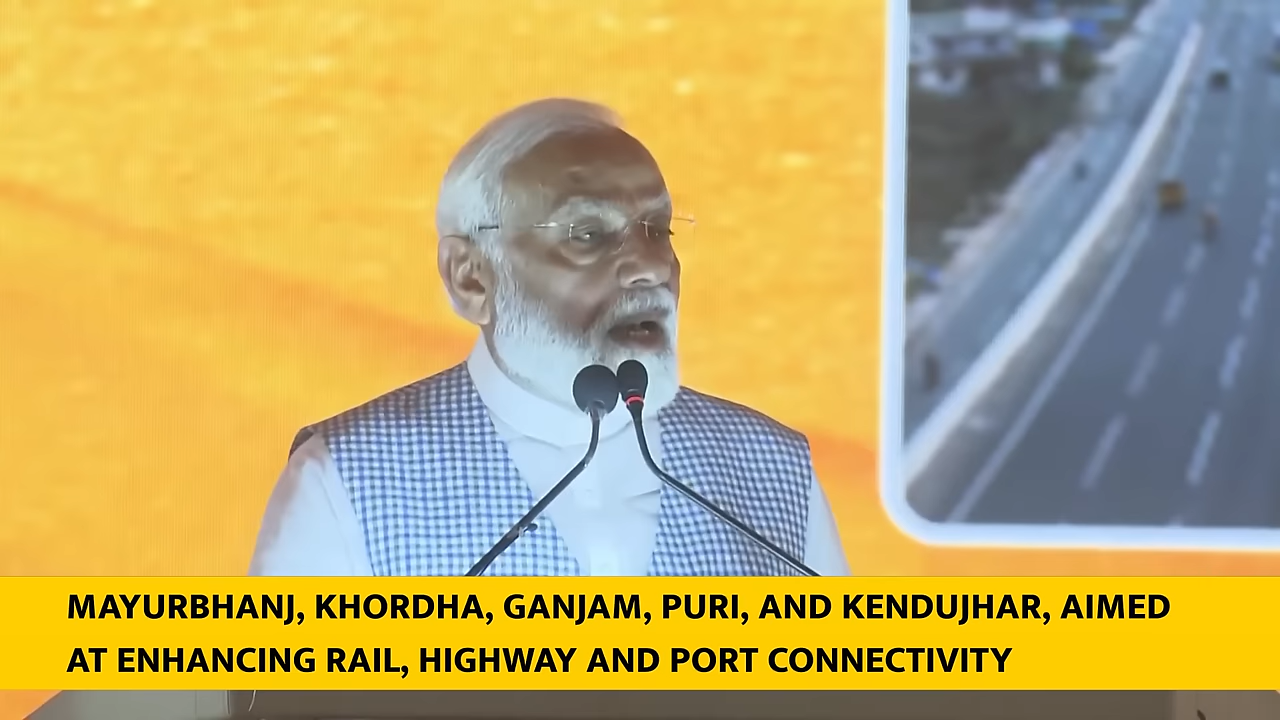 MAYURBHANJ, KHORDHA, GANJAM, PURI, AND KENDUJHAR, AIMED
AT ENHANCING RAIL, HIGHWAY AND PORT CONNECTIVITY